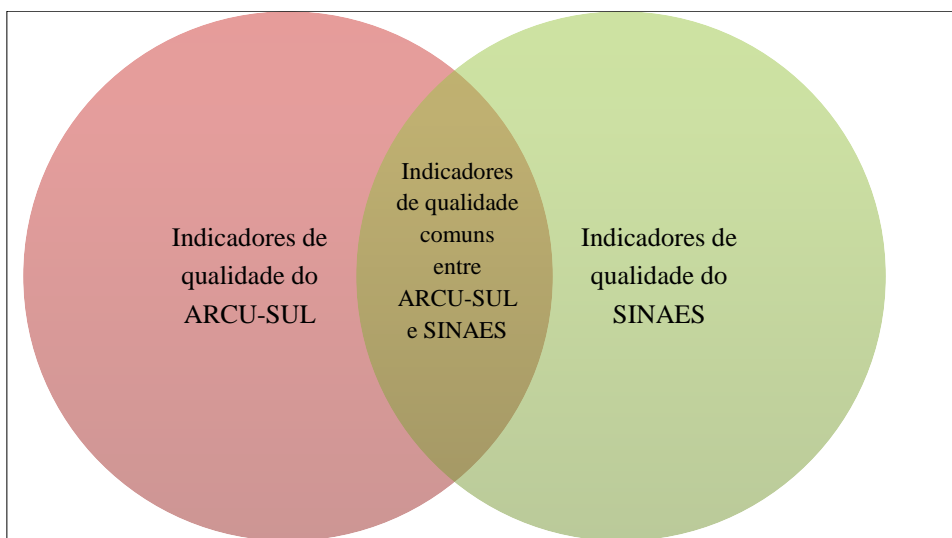 Indicadores de
qualidade do
ARCU-SUL
Indicadores
de qualidade
comuns
entre
ARCU-SUL
e SINAES
Indicadores de
qualidade do
SINAES